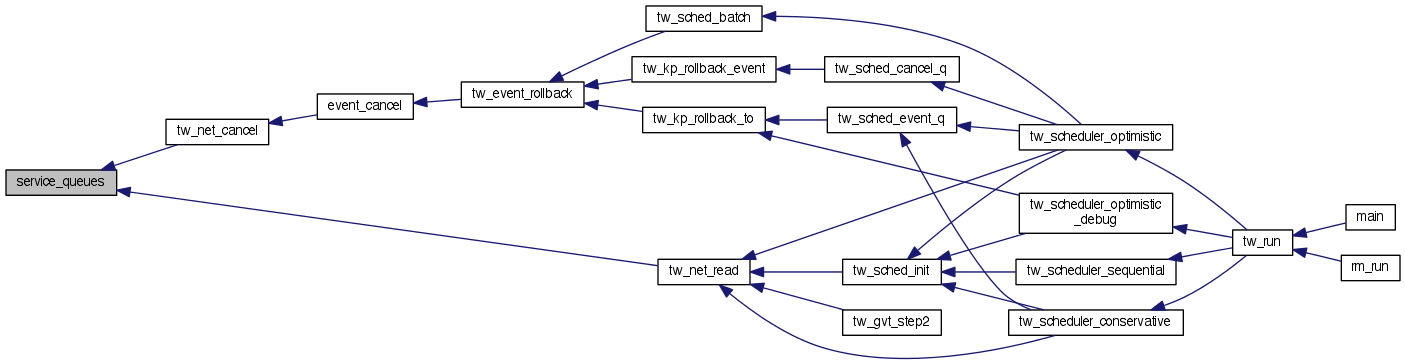 tw_sched_batch
tw_kp_rollback_event
tw_sched_cancel_q
event_cancel
tw_event_rollback
tw_net_cancel
tw_kp_rollback_to
tw_sched_event_q
tw_scheduler_optimistic
service_queues
tw_scheduler_optimistic
_debug
main
tw_run
tw_net_read
tw_sched_init
tw_scheduler_sequential
rm_run
tw_gvt_step2
tw_scheduler_conservative